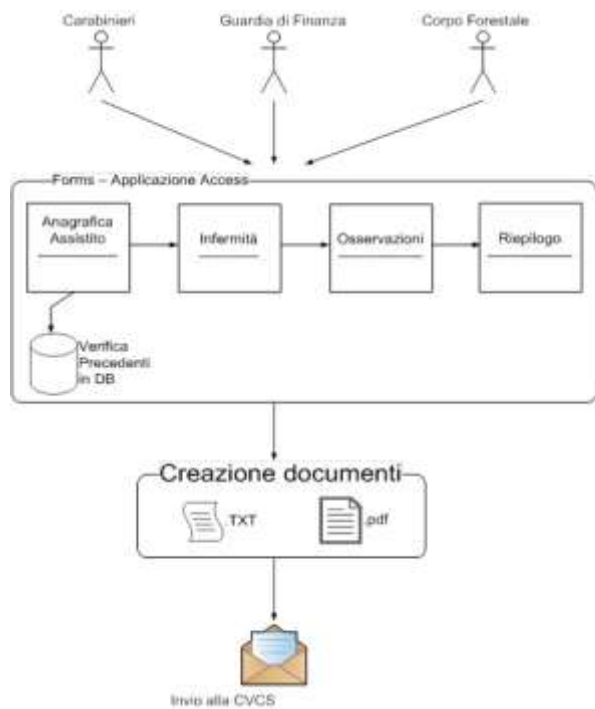 Carabinieri
Guardia di Finanza
Corpo Forestale
Forms – Applicazione Access
Anagrafica
Assistito
Infermità
Osservazioni
Riepilogo
Verifica
Precedenti
in DB
Creazione documenti
.TXT
.pdf
Invio alla CVCS